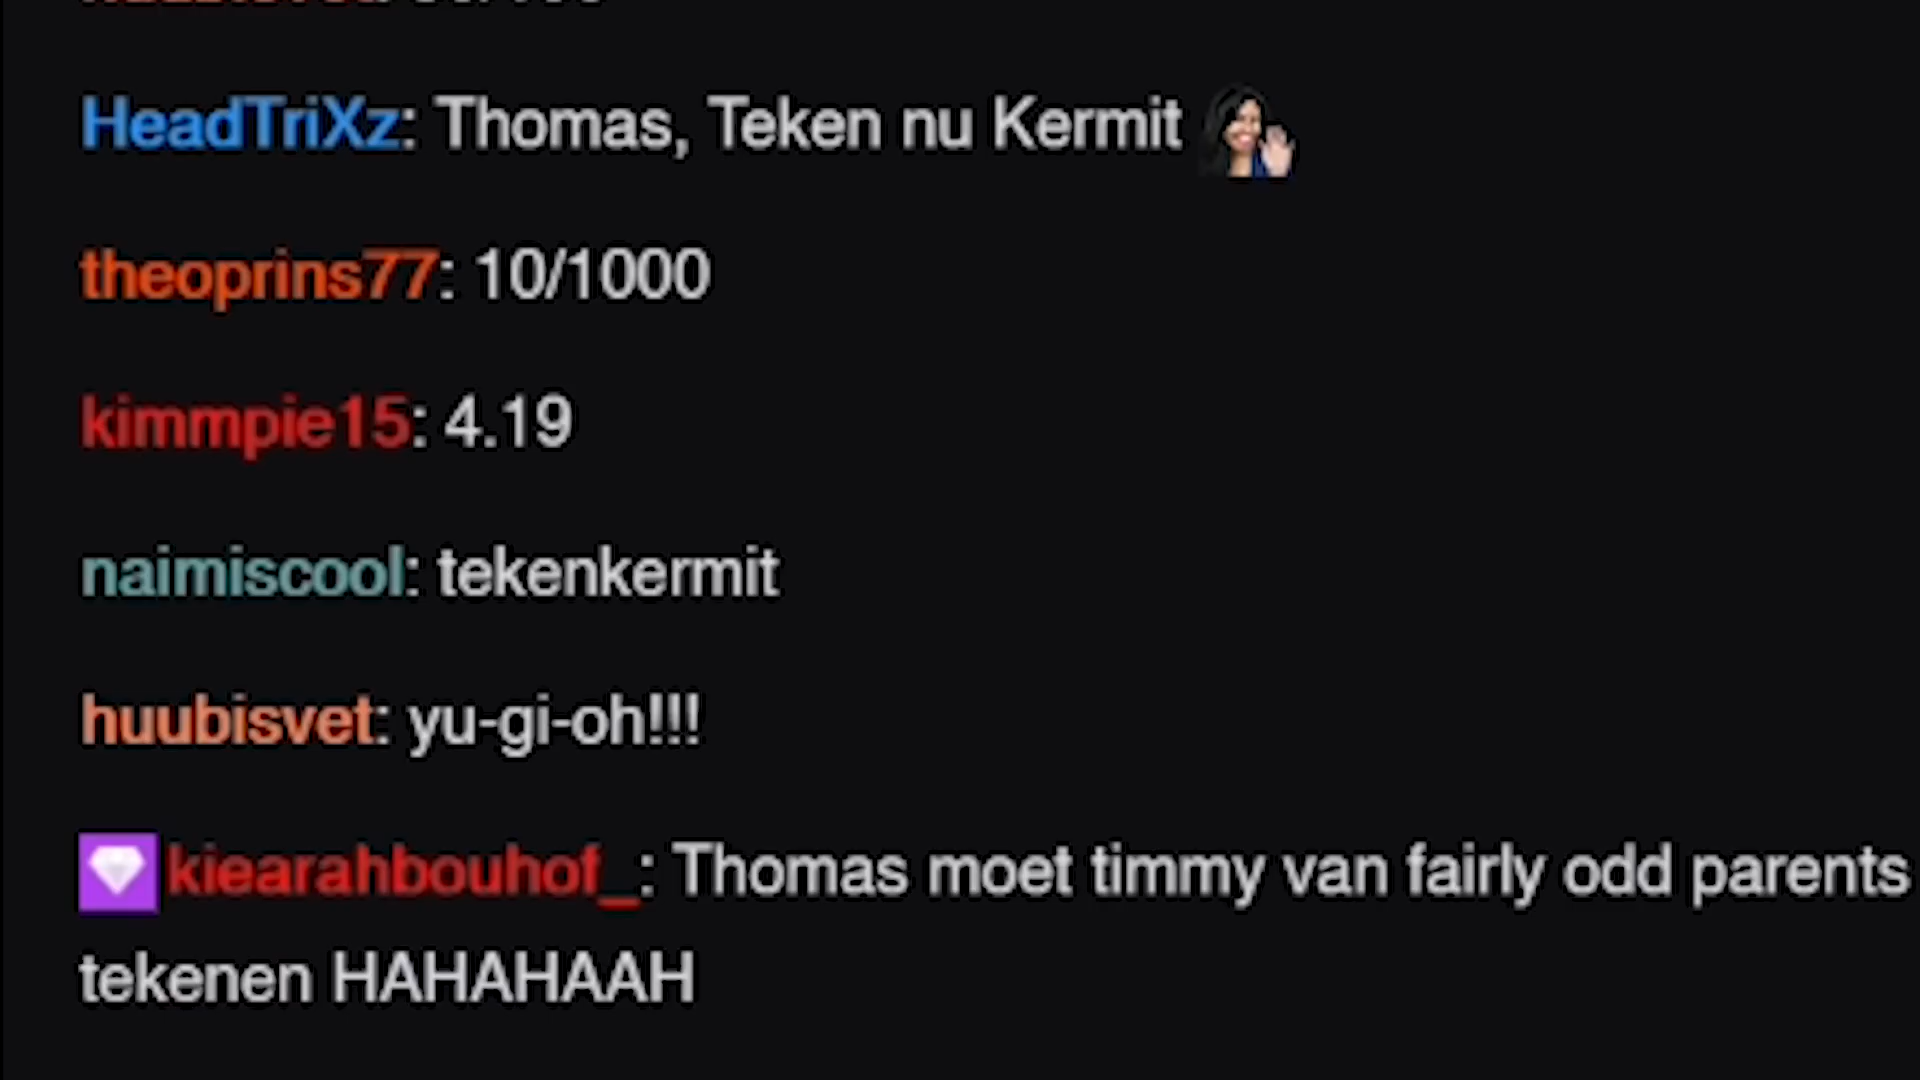 HeadTriXz: Thomas, Teken nu Kermit
theoprins77: 10/1000
kimmpie15: 4.19
naimiscool: tekenkermit
huubisvet: yu-gi-oh!!!
kiearahbouhof_: Thomas moet timmy van fairly odd parents
tekenen HAHAHAAH